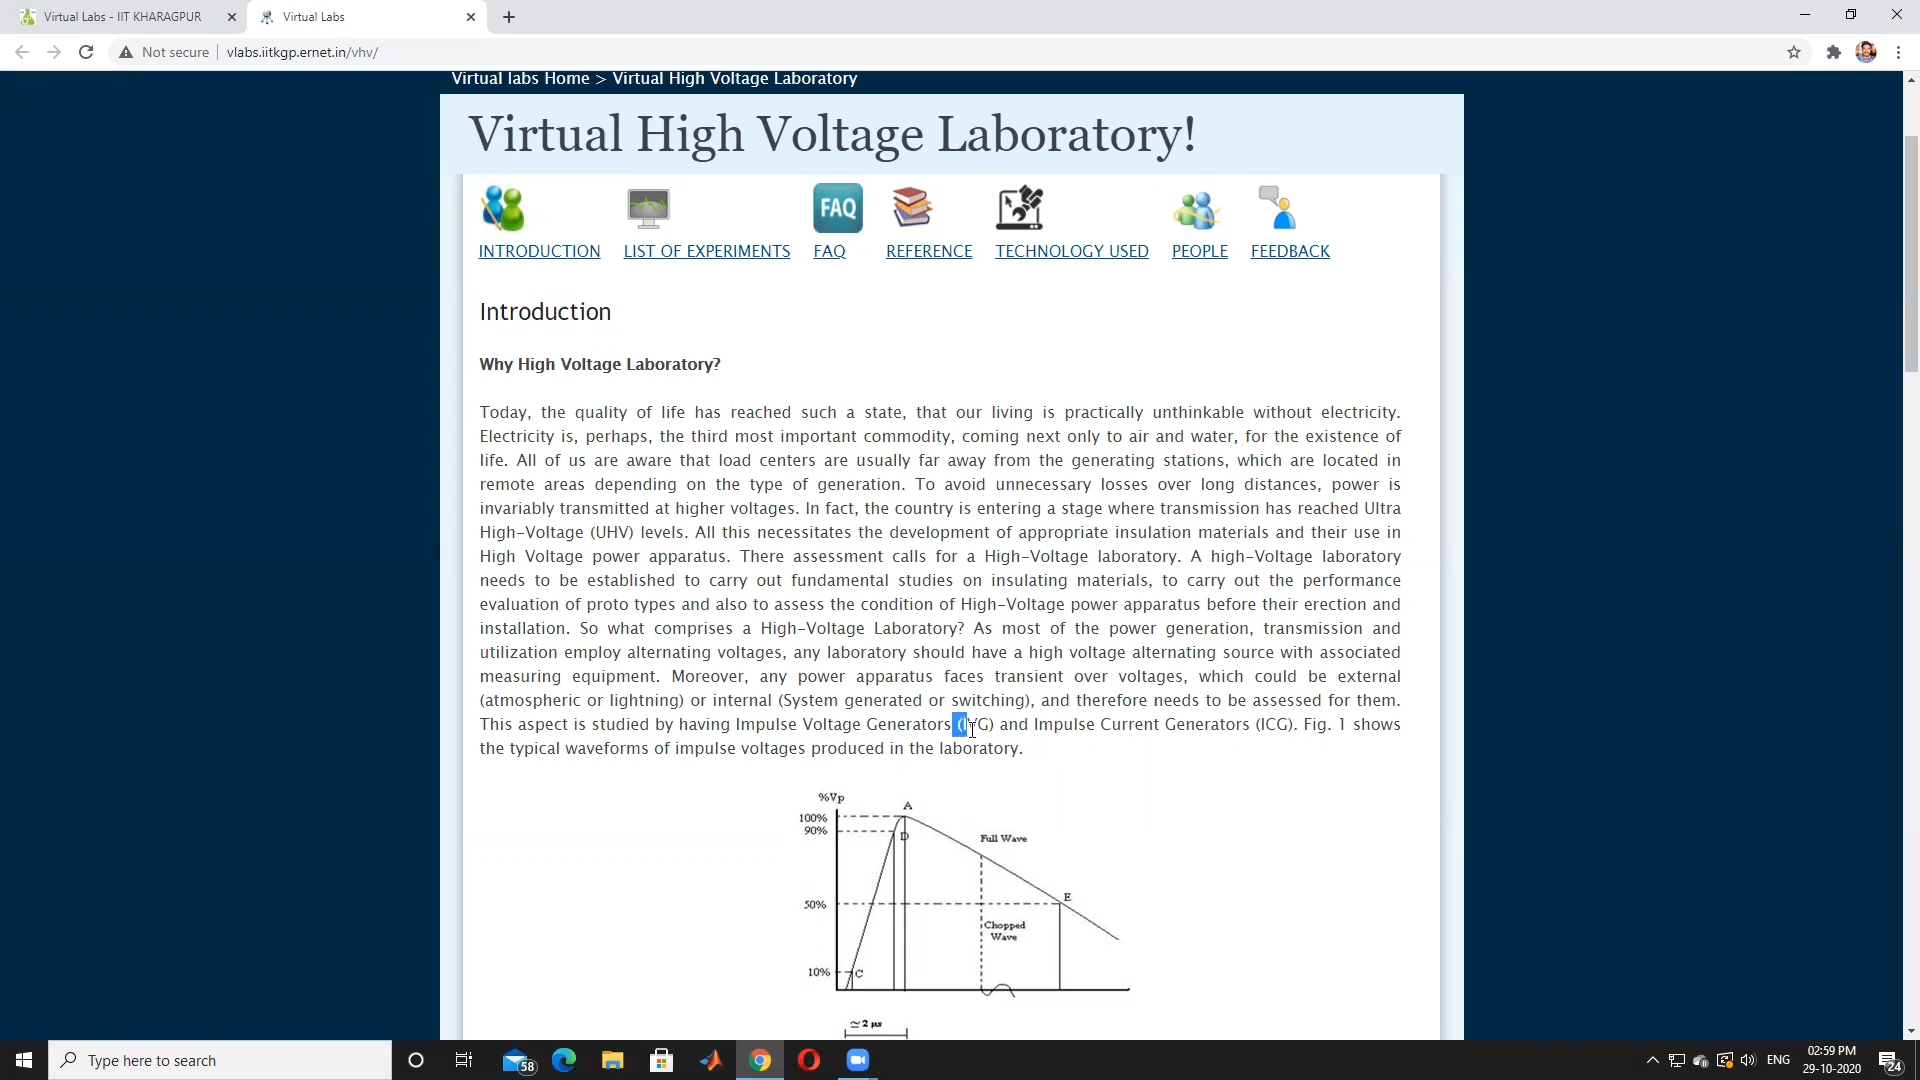 Virtual Labs - IIT KHARAGPUR
Virtual Labs
Not secure
vlabs.iitkgp.ernet.in/vhv/
Virtual labs Home > Virtual High Voltage Laboratory
Virtual High Voltage Laboratory!
FAQ
INTRODUCTION LIST OF EXPERIMENTS FAQ REFERENCE TECHNOLOGY USED PEOPLE FEEDBACK
Introduction
Why High Voltage Laboratory?
Today, the quality of life has reached such a state, that our living is practically unthinkable without electricity.
Electricity is, perhaps, the third most important commodity, coming next only to air and water, for the existence of
life. All of us are aware that load centers are usually far away from the generating stations, which are located in
remote areas depending on the type of generation. To avoid unnecessary losses over long distances, power is
invariably transmitted at higher voltages. In fact, the country is entering a stage where transmission has reached Ultra
High-Voltage (UHV) levels. All this necessitates the development of appropriate insulation materials and their use in
High Voltage power apparatus. There assessment calls for a High-Voltage laboratory. A high-Voltage laboratory
needs to be established to carry out fundamental studies on insulating materials, to carry out the performance
evaluation of proto types and also to assess the condition of High-Voltage power apparatus before their erection and
installation. So what comprises a High-Voltage Laboratory? As most of the power generation, transmission and
utilization employ alternating voltages, any laboratory should have a high voltage alternating source with associated
measuring equipment. Moreover, any power apparatus faces transient over voltages, which could be external
(atmospheric or lightning) or internal (System generated or switching), and therefore needs to be assessed for them.
This aspect is studied by having Impulse Voltage Generators (IVG) and Impulse Current Generators (ICG). Fig. 1 shows
the typical waveforms of impulse voltages produced in the laboratory.
%Vp
A
100%
90%
D
Full Wave
50%
E
Chopped
Wave
10%
C
≃ 2 µs
Type here to search
58
ENG
02:59 PM
29-10-2020
24